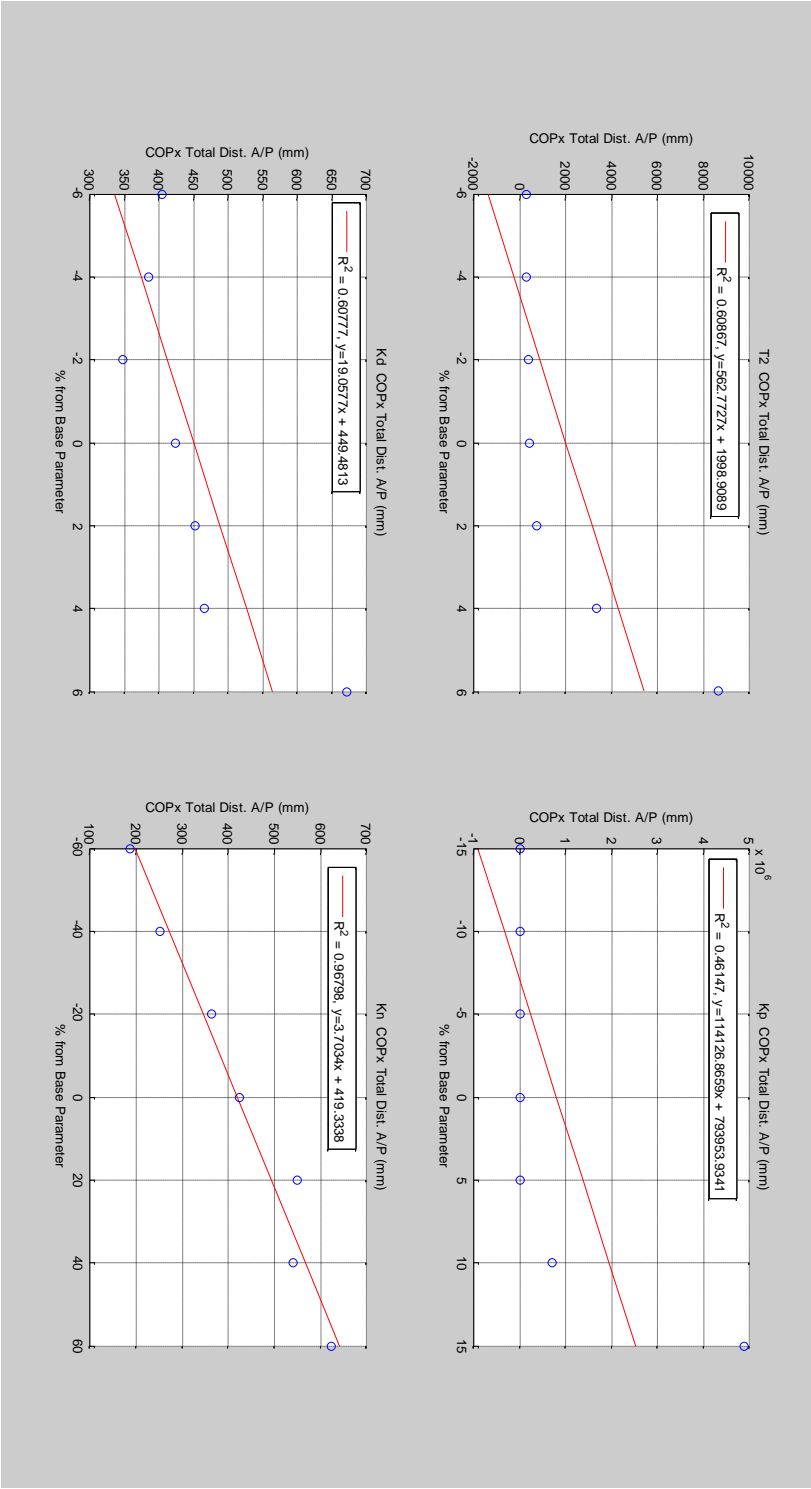 T2 COPx Total Dist. A/P (mm)
R2 = 0.60867, y=562.7727x + 1998.9089
COPx Total Dist. A/P (mm)
10000
8000
6000
4000
2000
0
-2000
-6 -4 -2 0 2 4 6
% from Base Parameter
Kp COPx Total Dist. A/P (mm)
x 10^6
R2 = 0.46147, y=114126.8659x + 793953.9341
COPx Total Dist. A/P (mm)
5
4
3
2
1
0
-1
-15 -10 -5 0 5 10 15
% from Base Parameter
Kd COPx Total Dist. A/P (mm)
R2 = 0.60777, y=19.0577x + 449.4813
COPx Total Dist. A/P (mm)
700
650
600
550
500
450
400
350
300
-6 -4 -2 0 2 4 6
% from Base Parameter
Kn COPx Total Dist. A/P (mm)
R2 = 0.96798, y=3.7034x + 419.3338
COPx Total Dist. A/P (mm)
700
600
500
400
300
200
100
-60 -40 -20 0 20 40 60
% from Base Parameter